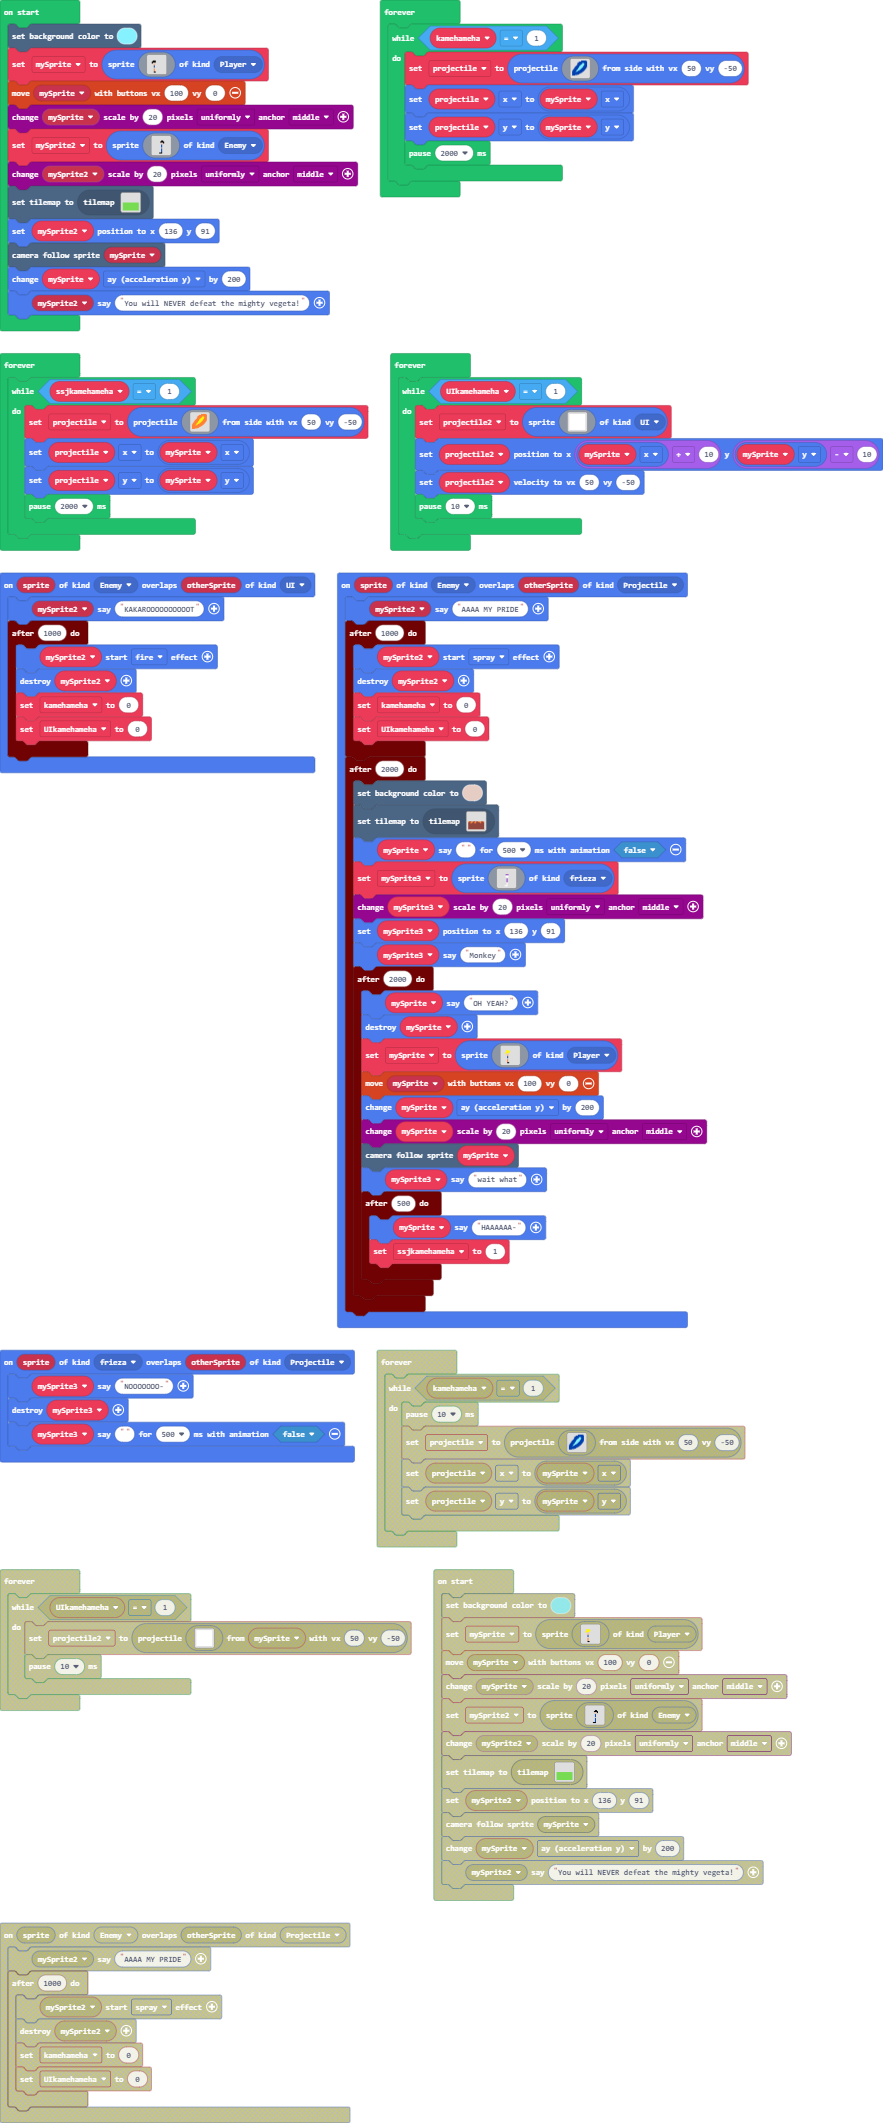 on start
set background color to
set mySprite to sprite of kind Player
move mySprite with buttons vx 100 vy 0
change mySprite scale by 20 pixels uniformly anchor middle
set mySprite2 to sprite of kind Enemy
change mySprite2 scale by 20 pixels uniformly anchor middle
set tilemap to tilemap
set mySprite2 position to x 136 y 91
camera follow sprite mySprite
change mySprite ay (acceleration y) by 200
mySprite2 say "You will NEVER defeat the mighty vegeta!"
forever
while kamehameha = 1
do
set projectile to projectile from side with vx 50 vy -50
set projectile x to mySprite x
set projectile y to mySprite y
pause 2000 ms
forever
while ssjkamehameha = 1
do
set projectile to projectile from side with vx 50 vy -50
set projectile x to mySprite x
set projectile y to mySprite y
pause 2000 ms
forever
while UIkamehameha = 1
do
set projectile2 to sprite of kind UI
set projectile2 position to x mySprite x + 10 y mySprite y - 10
set projectile2 velocity to vx 50 vy -50
pause 10 ms
on sprite of kind Enemy overlaps otherSprite of kind UI
mySprite2 say "KAKAROOOOOOOOOOT"
after 1000 do
mySprite2 start fire effect
destroy mySprite2
set kamehameha to 0
set UIkamehameha to 0
on sprite of kind Enemy overlaps otherSprite of kind Projectile
mySprite2 say "AAAA MY PRIDE"
after 1000 do
mySprite2 start spray effect
destroy mySprite2
set kamehameha to 0
set UIkamehameha to 0
after 2000 do
set background color to
set tilemap to tilemap
mySprite say " " for 500 ms with animation false
set mySprite3 to sprite of kind frieza
change mySprite3 scale by 20 pixels uniformly anchor middle
set mySprite3 position to x 136 y 91
mySprite3 say "Monkey"
after 2000 do
mySprite say "OH YEAH?"
destroy mySprite
set mySprite to sprite of kind Player
move mySprite with buttons vx 100 vy 0
change mySprite ay (acceleration y) by 200
change mySprite scale by 20 pixels uniformly anchor middle
camera follow sprite mySprite
mySprite3 say "wait what"
after 500 do
mySprite say "HAAAAAA-"
set ssjkamehameha to 1
on sprite of kind frieza overlaps otherSprite of kind Projectile
mySprite3 say "NOOOOOOO-"
destroy mySprite3
mySprite3 say " " for 500 ms with animation false
forever
while kamehameha = 1
do
pause 10 ms
set projectile to projectile from side with vx 50 vy -50
set projectile x to mySprite x
set projectile y to mySprite y
forever
while UIkamehameha = 1
do
set projectile2 to projectile from mySprite with vx 50 vy -50
pause 10 ms
on start
set background color to
set mySprite to sprite of kind Player
move mySprite with buttons vx 100 vy 0
change mySprite scale by 20 pixels uniformly anchor middle
set mySprite2 to sprite of kind Enemy
change mySprite2 scale by 20 pixels uniformly anchor middle
set tilemap to tilemap
set mySprite2 position to x 136 y 91
camera follow sprite mySprite
change mySprite ay (acceleration y) by 200
mySprite2 say "You will NEVER defeat the mighty vegeta!"
on sprite of kind Enemy overlaps otherSprite of kind Projectile
mySprite2 say "AAAA MY PRIDE"
after 1000 do
mySprite2 start spray effect
destroy mySprite2
set kamehameha to 0
set UIkamehameha to 0